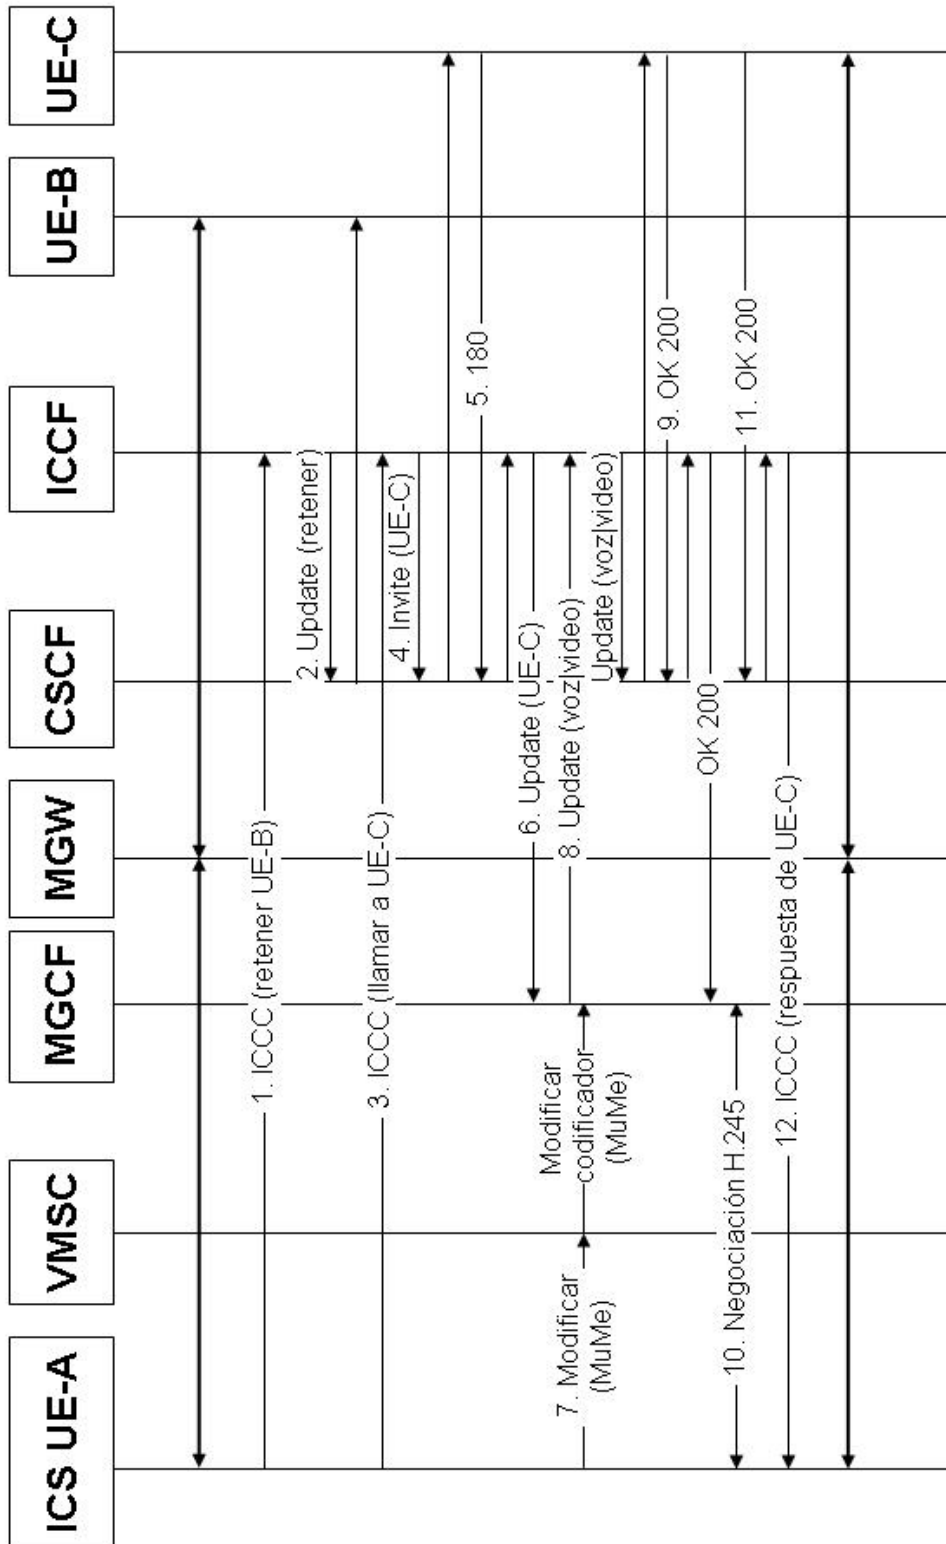 ICS UE-A
VMSC
MGCF
MGW
CSCF
ICCF
UE-B
UE-C
1. ICCC (retener UE-B)
2. Update (retener)
3. ICCC (llamar a UE-C)
4. Invite (UE-C)
5. 180
6. Update (UE-C)
7. Modificar
(MuMe)
Modificar
codificador
(MuMe)
8. Update (voz|video)
Update (voz|video)
9. OK 200
OK 200
10. Negociación H.245
11. OK 200
12. ICCC (respuesta de UE-C)